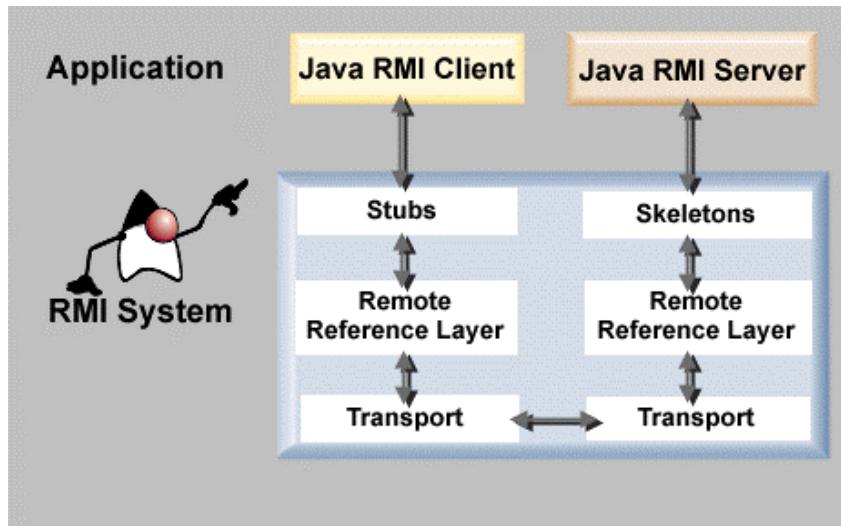 Application
Java RMI Client
Java RMI Server
Stubs
Skeletons
RMI System
Remote
Reference Layer
Remote
Reference Layer
Transport
Transport